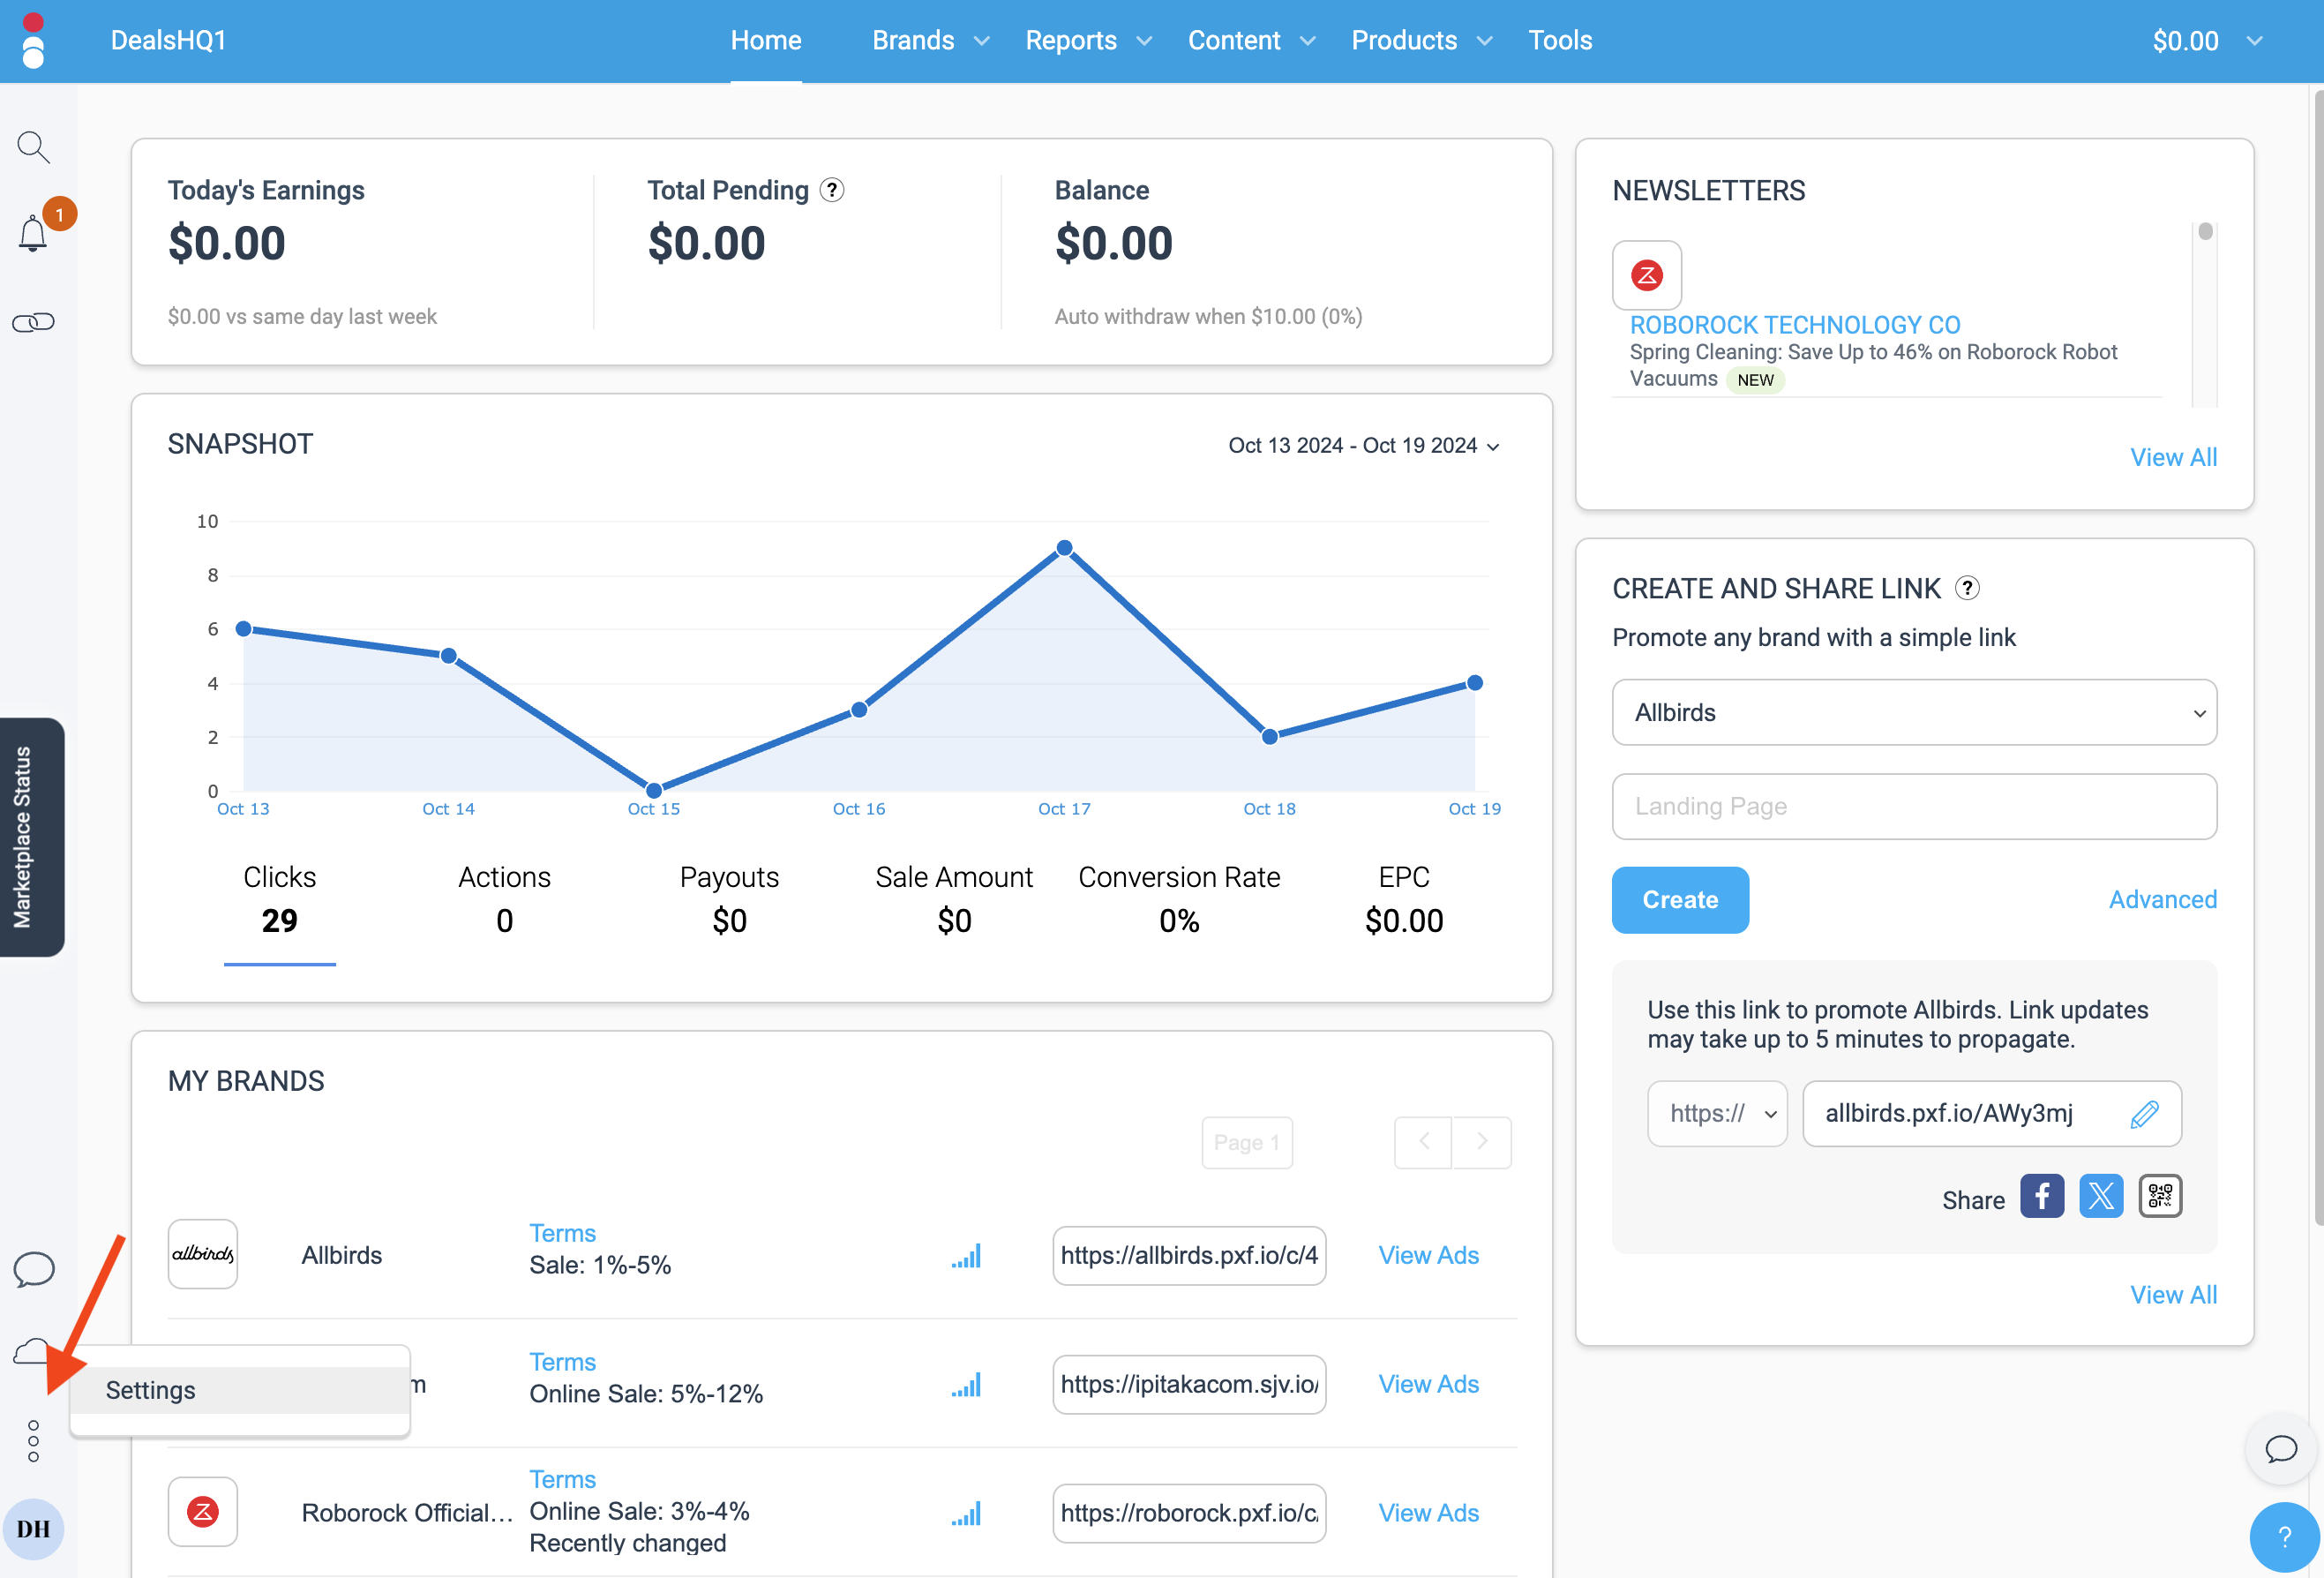 DealsHQ1
Home
Brands
Reports
Content
Products
Tools
$0.00
1
Today's Earnings
$0.00
$0.00 vs same day last week
Total Pending ?
$0.00
Balance
$0.00
Auto withdraw when $10.00 (0%)
NEWSLETTERS
ROBOROCK TECHNOLOGY CO
Spring Cleaning: Save Up to 46% on Roborock Robot
Vacuums NEW
View All
SNAPSHOT
Oct 13 2024 - Oct 19 2024
10
8
6
4
2
0
Oct 13
Oct 14
Oct 15
Oct 16
Oct 17
Oct 18
Oct 19
Clicks
29
Actions
0
Payouts
$0
Sale Amount
$0
Conversion Rate
0%
EPC
$0.00
Marketplace Status
CREATE AND SHARE LINK ?
Promote any brand with a simple link
Allbirds
Landing Page
Create
Advanced
Use this link to promote Allbirds. Link updates
may take up to 5 minutes to propagate.
https://
allbirds.pxf.io/AWy3mj
Share
View All
MY BRANDS
Page 1
allbirds
Allbirds
Terms
Sale: 1%-5%
https://allbirds.pxf.io/c/4
View Ads
Settings
m
Terms
Online Sale: 5%-12%
https://ipitakacom.sjv.io/
View Ads
Roborock Official...
Terms
Online Sale: 3%-4%
Recently changed
https://roborock.pxf.io/c/
View Ads
DH
?